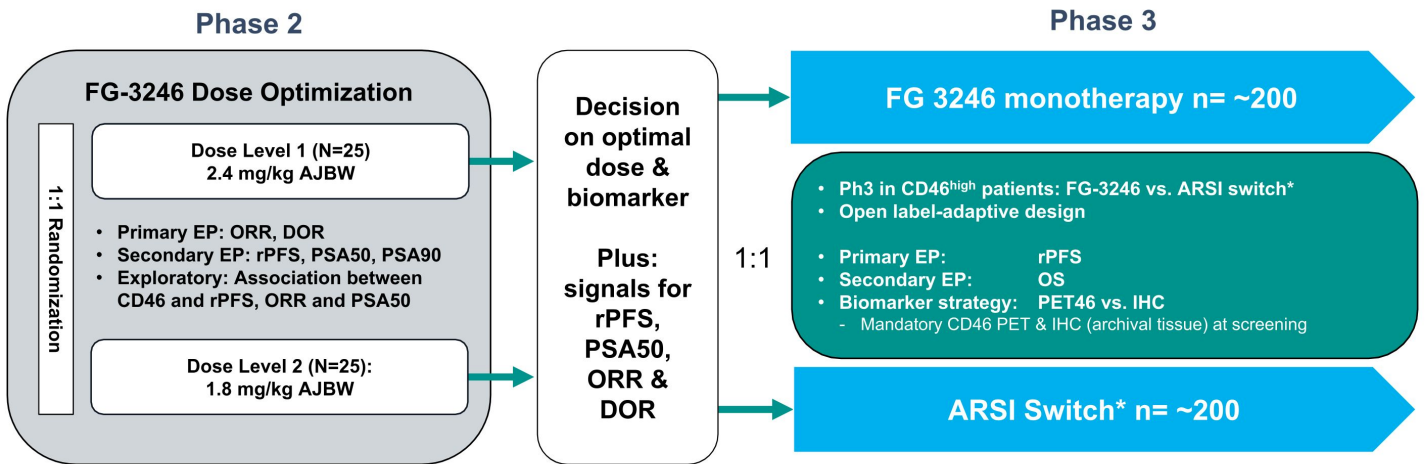 Phase 2
Phase 3
FG-3246 Dose Optimization
1:1 Randomization
Dose Level 1 (N=25)
2.4 mg/kg AJBW
• Primary EP: ORR, DOR
• Secondary EP: rPFS, PSA50, PSA90
• Exploratory: Association between
CD46 and rPFS, ORR and PSA50
Dose Level 2 (N=25):
1.8 mg/kg AJBW
Decision
on optimal
dose &
biomarker
Plus:
signals for
rPFS,
PSA50,
ORR &
DOR
1:1
FG 3246 monotherapy n= ~200
• Ph3 in CD46high patients: FG-3246 vs. ARSI switch*
• Open label-adaptive design
• Primary EP: rPFS
• Secondary EP: OS
• Biomarker strategy: PET46 vs. IHC
- Mandatory CD46 PET & IHC (archival tissue) at screening
ARSI Switch* n= ~200